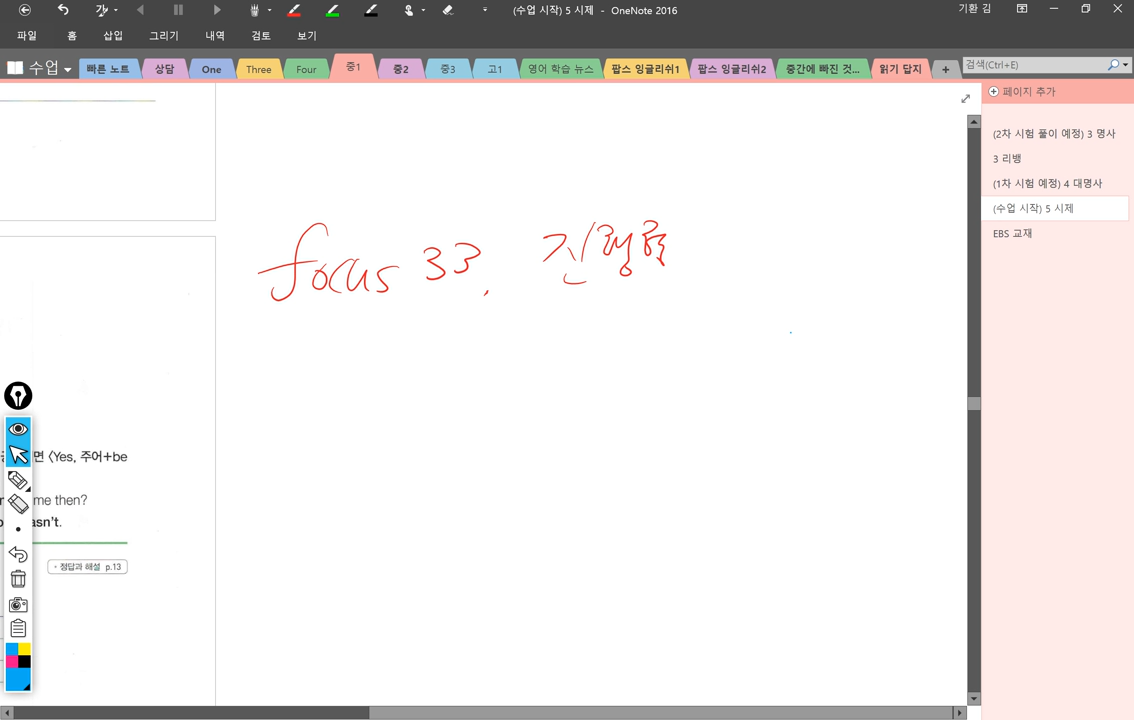 (수업 시작) 5 시제 - OneNote 2016
기환 김
파일 홈 삽입 그리기 내역 검토 보기
수업 빠른 노트 상담 One Three Four 중1 중2 중3 고1 영어 학습 뉴스 팝스 잉글리쉬1 팝스 잉글리쉬2 중간에 빠진 것... 읽기 답지 +
검색(Ctrl+E)
페이지 추가
(2차 시험 풀이 예정) 3 명사
3 리뱅
(1차 시험 예정) 4 대명사
(수업 시작) 5 시제
EBS 교재
focus 33. 진행형
면 〈Yes, 주어+be
me then?
asn't.
• 정답과 해설 p.13